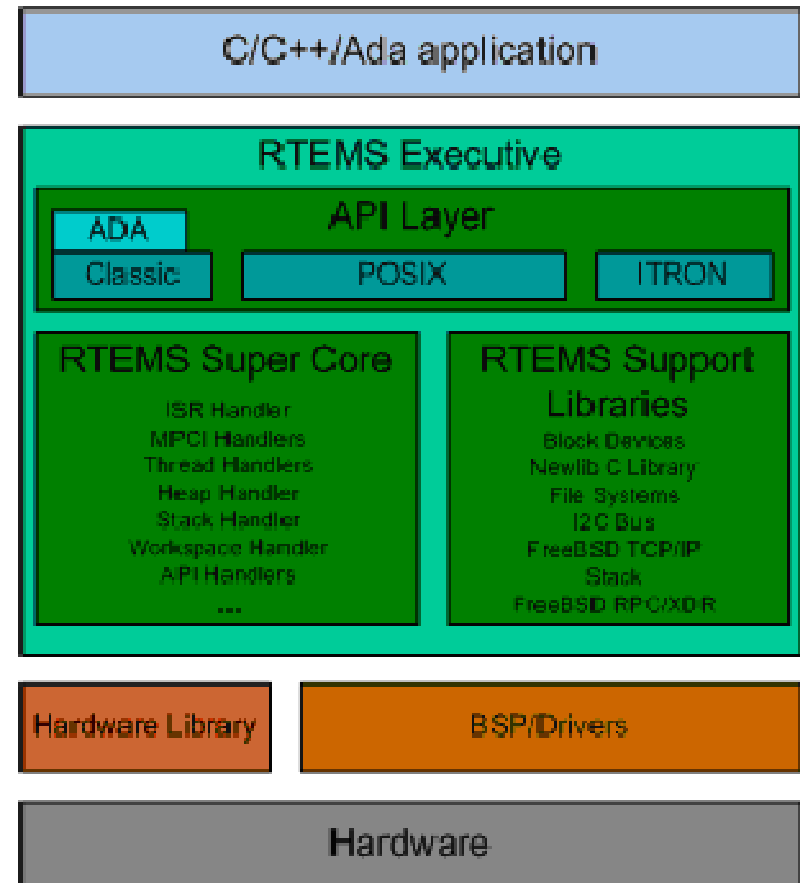 C/C++/Ada application
RTEMS Executive
API Layer
ADA
Classic
POSIX
ITRON
RTEMS Super Core
ISR Handler
MPCI Handlers
Thread Handlers
Heap Handler
Stack Handler
Workspace Handler
API Handlers
...
RTEMS Support
Libraries
Block Devices
Newlib C Library
File Systems
I2C Bus
FreeBSD TCP/IP
Stack
FreeBSD RPC/XDR
Hardware Library
BSP/Drivers
Hardware